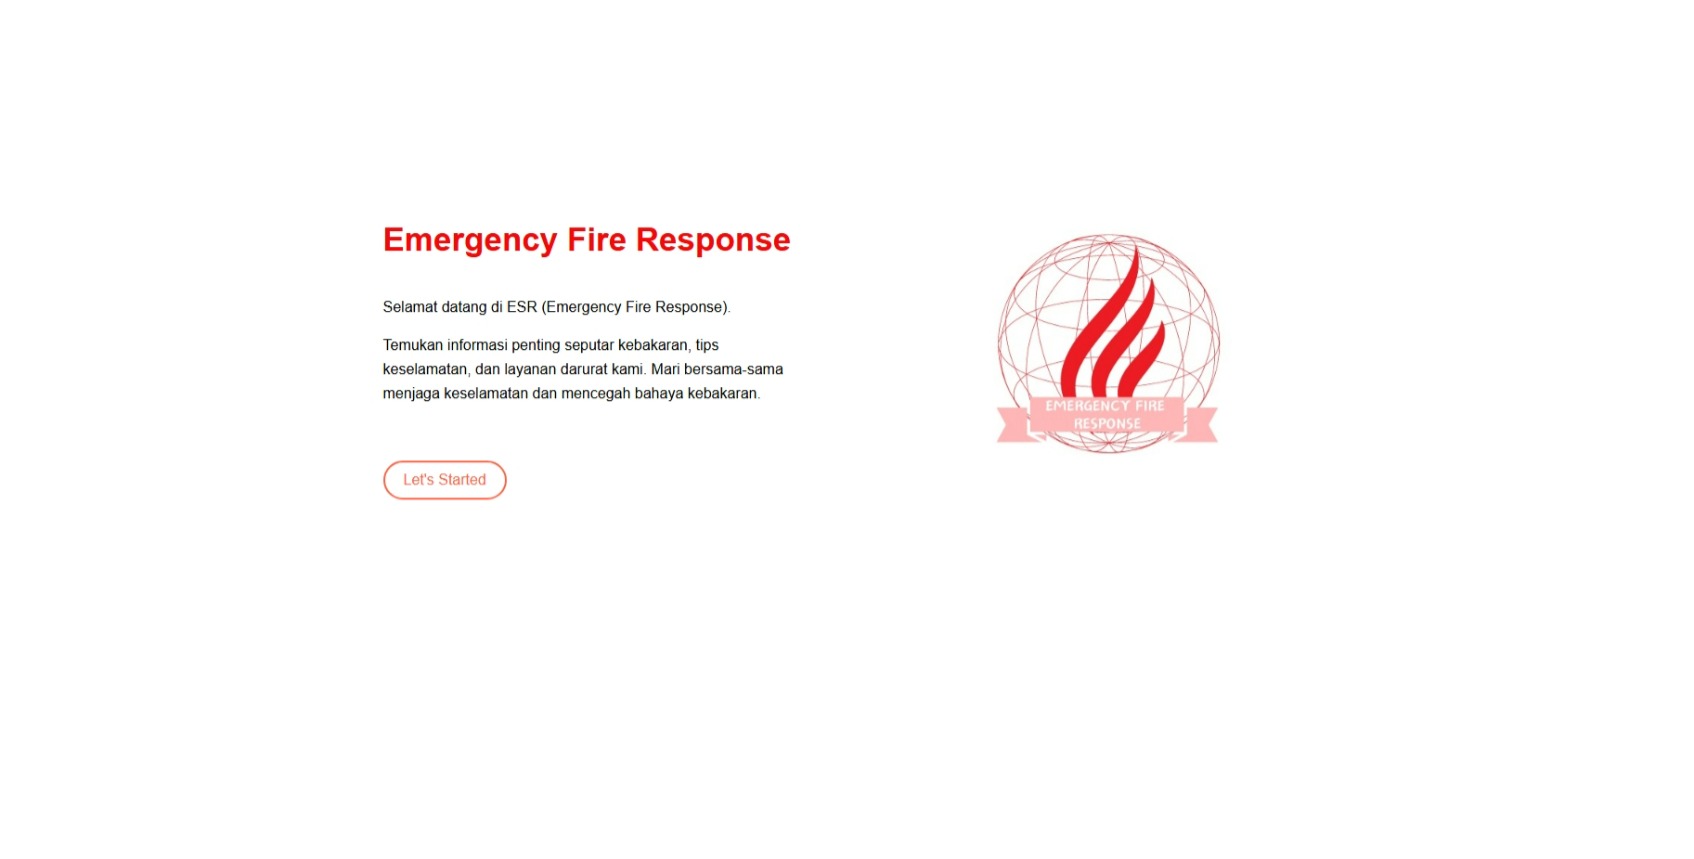 Emergency Fire Response
Selamat datang di ESR (Emergency Fire Response).
Temukan informasi penting seputar kebakaran, tips
keselamatan, dan layanan darurat kami. Mari bersama-sama
menjaga keselamatan dan mencegah bahaya kebakaran.
Let's Started
EMERGENCY FIRE
RESPONSE